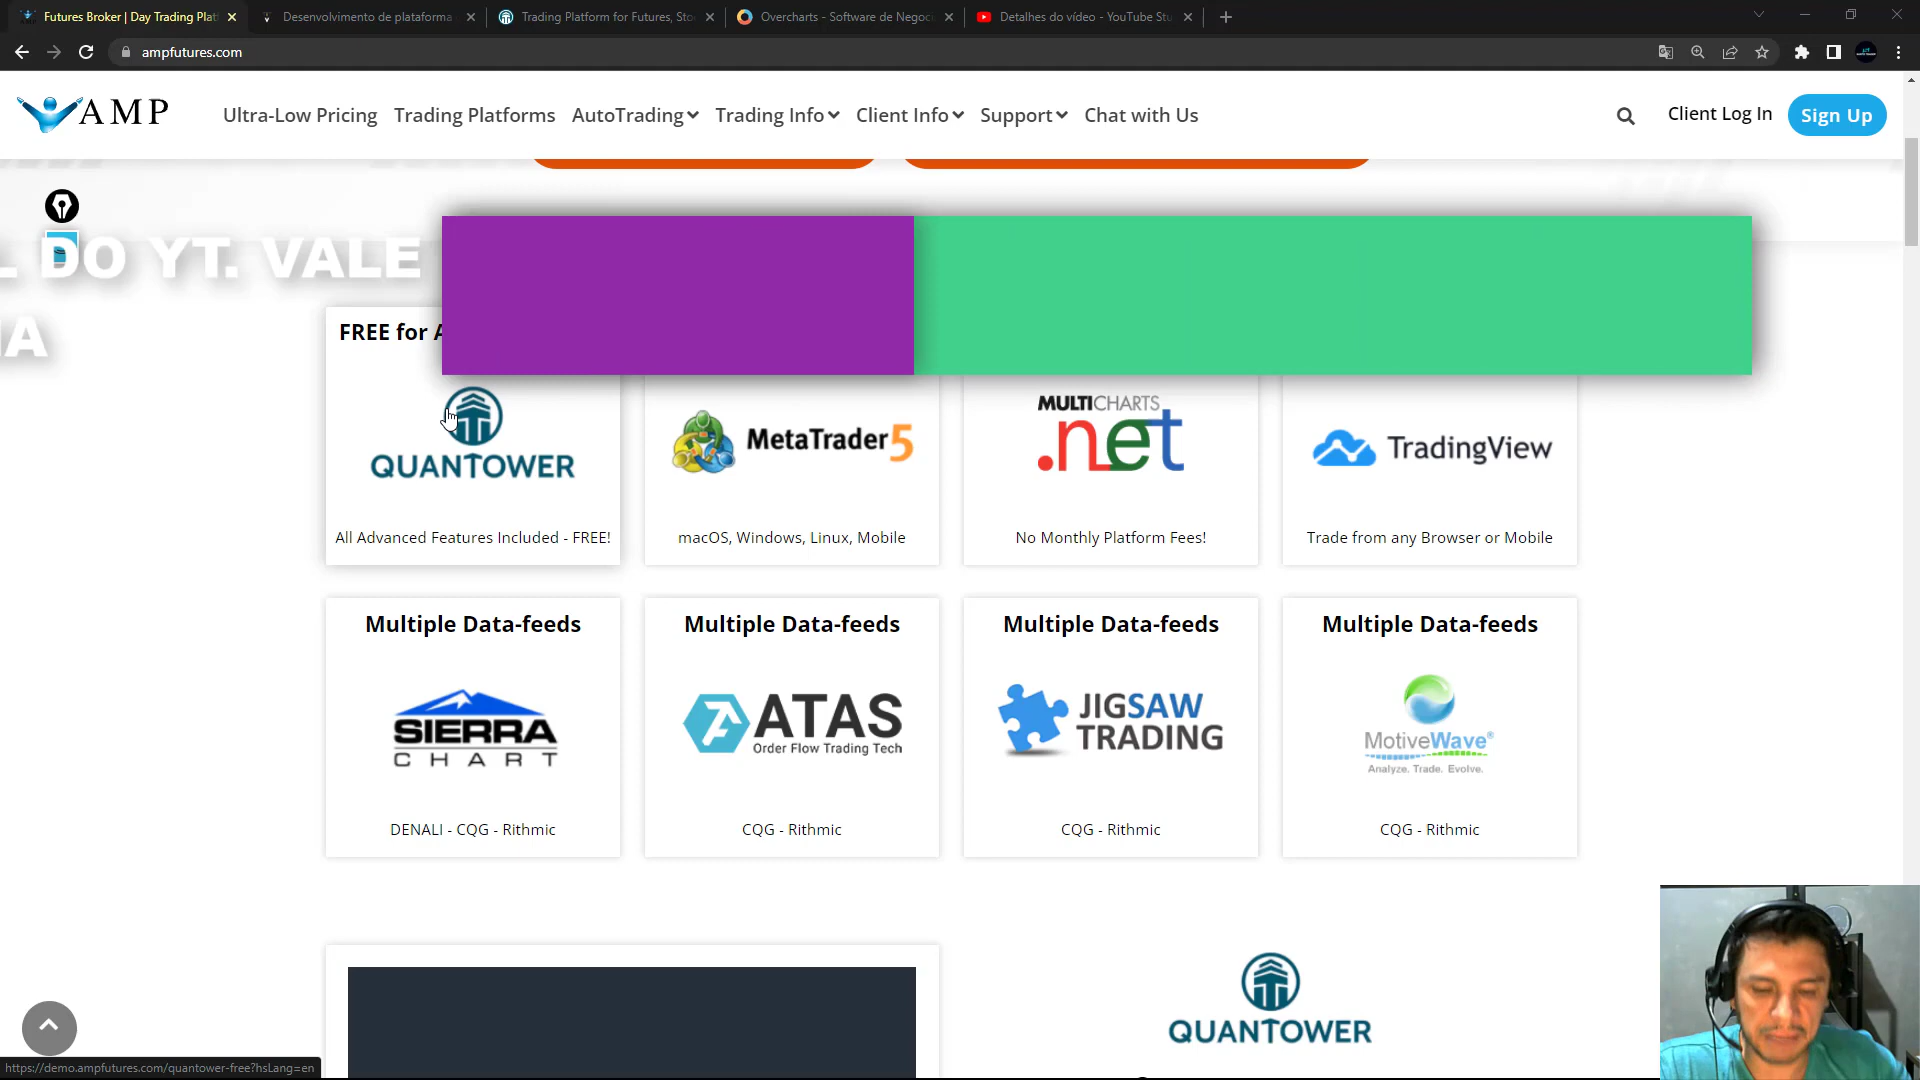 Futures Broker | Day Trading Plat
Desenvolvimento de plataforma
Trading Platform for Futures, Sto
Overcharts - Software de Negoci
Detalhes do vídeo - YouTube Stu
ampfutures.com
AMP
Ultra-Low Pricing
Trading Platforms
AutoTrading
Trading Info
Client Info
Support
Chat with Us
Client Log In
Sign Up
L DO YT. VALE
IA
FREE for A
QUANTOWER
All Advanced Features Included - FREE!
MetaTrader 5
macOS, Windows, Linux, Mobile
MULTICHARTS
.net
No Monthly Platform Fees!
TradingView
Trade from any Browser or Mobile
Multiple Data-feeds
SIERRA
CHART
DENALI - CQG - Rithmic
Multiple Data-feeds
ATAS
Order Flow Trading Tech
CQG - Rithmic
Multiple Data-feeds
JIGSAW
TRADING
CQG - Rithmic
Multiple Data-feeds
MotiveWave®
Analyze. Trade. Evolve.
CQG - Rithmic
QUANTOWER
https://demo.ampfutures.com/quantower-free?hsLang=en